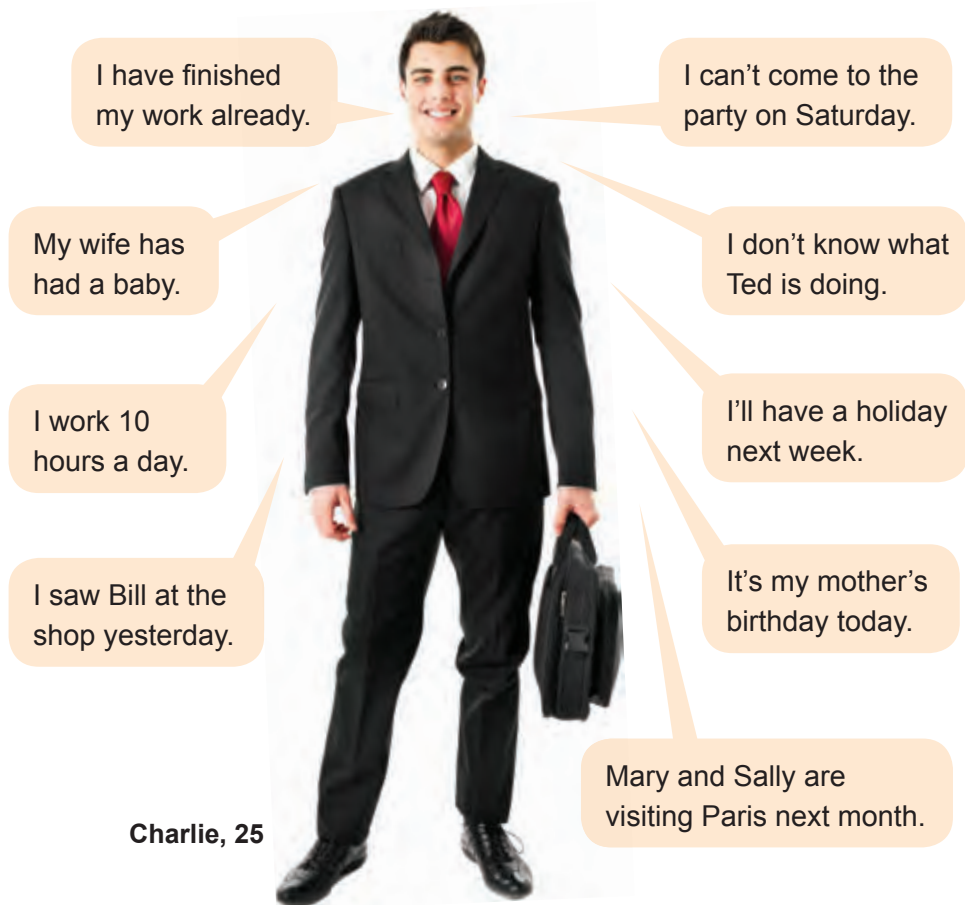 I have finished
my work already.
I can’t come to the
party on Saturday.
My wife has
had a baby.
I don’t know what
Ted is doing.
I work 10
hours a day.
I’ll have a holiday
next week.
I saw Bill at the
shop yesterday.
It’s my mother’s
birthday today.
Mary and Sally are
visiting Paris next month.
Charlie, 25